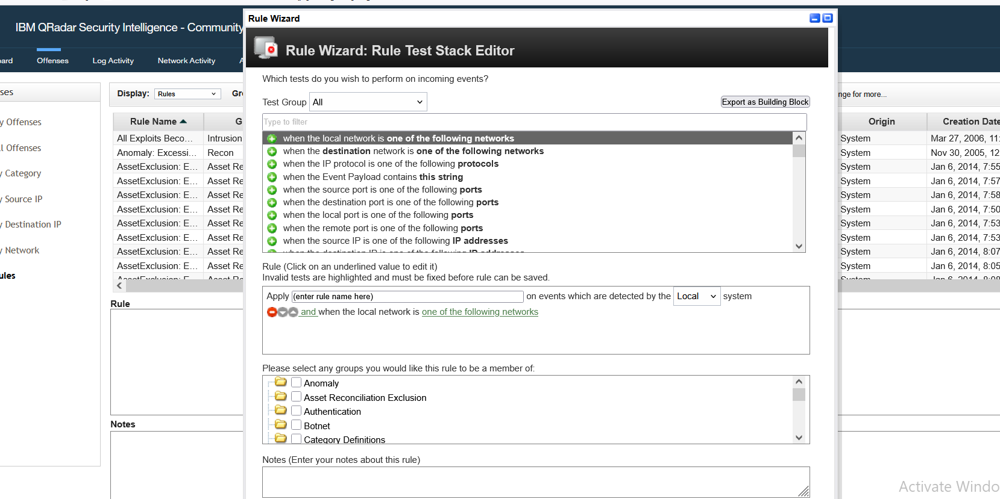 Rule Wizard
IBM QRadar Security Intelligence - Community
Rule Wizard: Rule Test Stack Editor
Offenses Log Activity Network Activity
Which tests do you wish to perform on incoming events?
Display: Rules
Test Group All
Export as Building Block
nge for more...
Type to filter
Rule Name G Origin Creation Date
All Exploits Beco... Intrusion System Mar 27, 2006, 11:
Anomaly: Excessi... Recon System Nov 30, 2005, 12
AssetExclusion: E... Asset Re System Jan 6, 2014, 7:55
AssetExclusion: E... Asset Re System Jan 6, 2014, 7:57
AssetExclusion: E... Asset Re System Jan 6, 2014, 7:58
AssetExclusion: E... Asset Re System Jan 6, 2014, 7:50
AssetExclusion: E... Asset Re System Jan 6, 2014, 7:53
AssetExclusion: E... Asset Re System Jan 6, 2014, 7:53
AssetExclusion: E... Asset Re System Jan 6, 2014, 8:07
AssetExclusion: E... Asset Re System Jan 6, 2014, 8:05
y Offenses
l Offenses
y Category
y Source IP
y Destination IP
y Network
ules
when the local network is one of the following networks
when the destination network is one of the following networks
when the IP protocol is one of the following protocols
when the Event Payload contains this string
when the source port is one of the following ports
when the destination port is one of the following ports
when the local port is one of the following ports
when the remote port is one of the following ports
when the source IP is one of the following IP addresses
when the destination IP is one of the following IP addresses
Rule (Click on an underlined value to edit it)
Invalid tests are highlighted and must be fixed before rule can be saved.
Apply (enter rule name here) on events which are detected by the Local system
and when the local network is one of the following networks
Rule
Please select any groups you would like this rule to be a member of:
Anomaly
Asset Reconciliation Exclusion
Authentication
Botnet
Category Definitions
Notes
Notes (Enter your notes about this rule)
Activate Windo